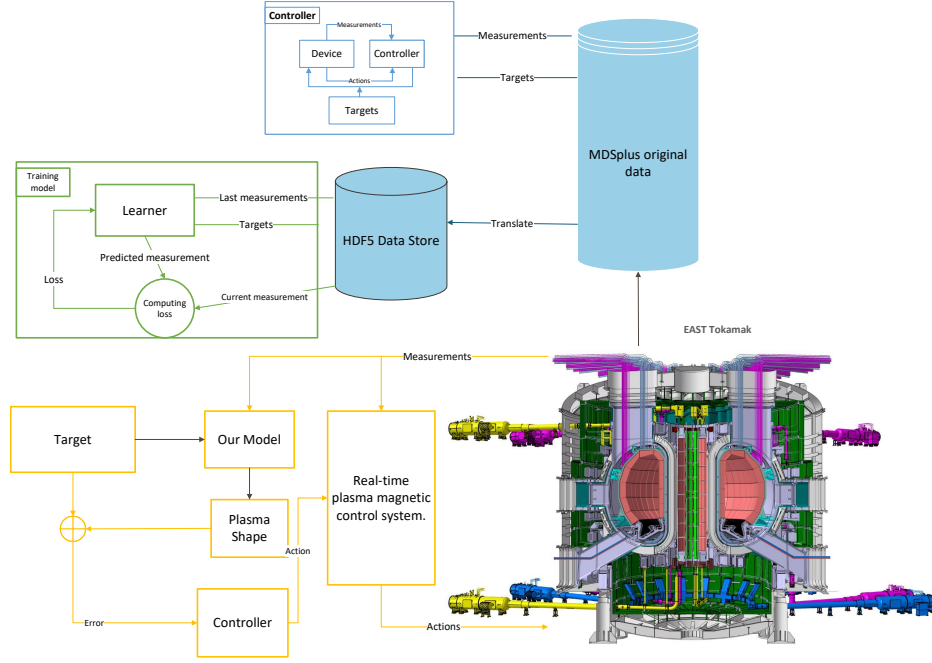 Controller
Measurements
Device
Controller
Actions
Targets
Measurements
Targets
MDSplus original
data
Training
model
Learner
Last measurements
Targets
Predicted measurement
Loss
Computing
loss
Current measurement
HDF5 Data Store
Translate
EAST Tokamak
Measurements
Target
Our Model
Real-time
plasma magnetic
control system.
Plasma
Shape
Action
Error
Controller
Actions